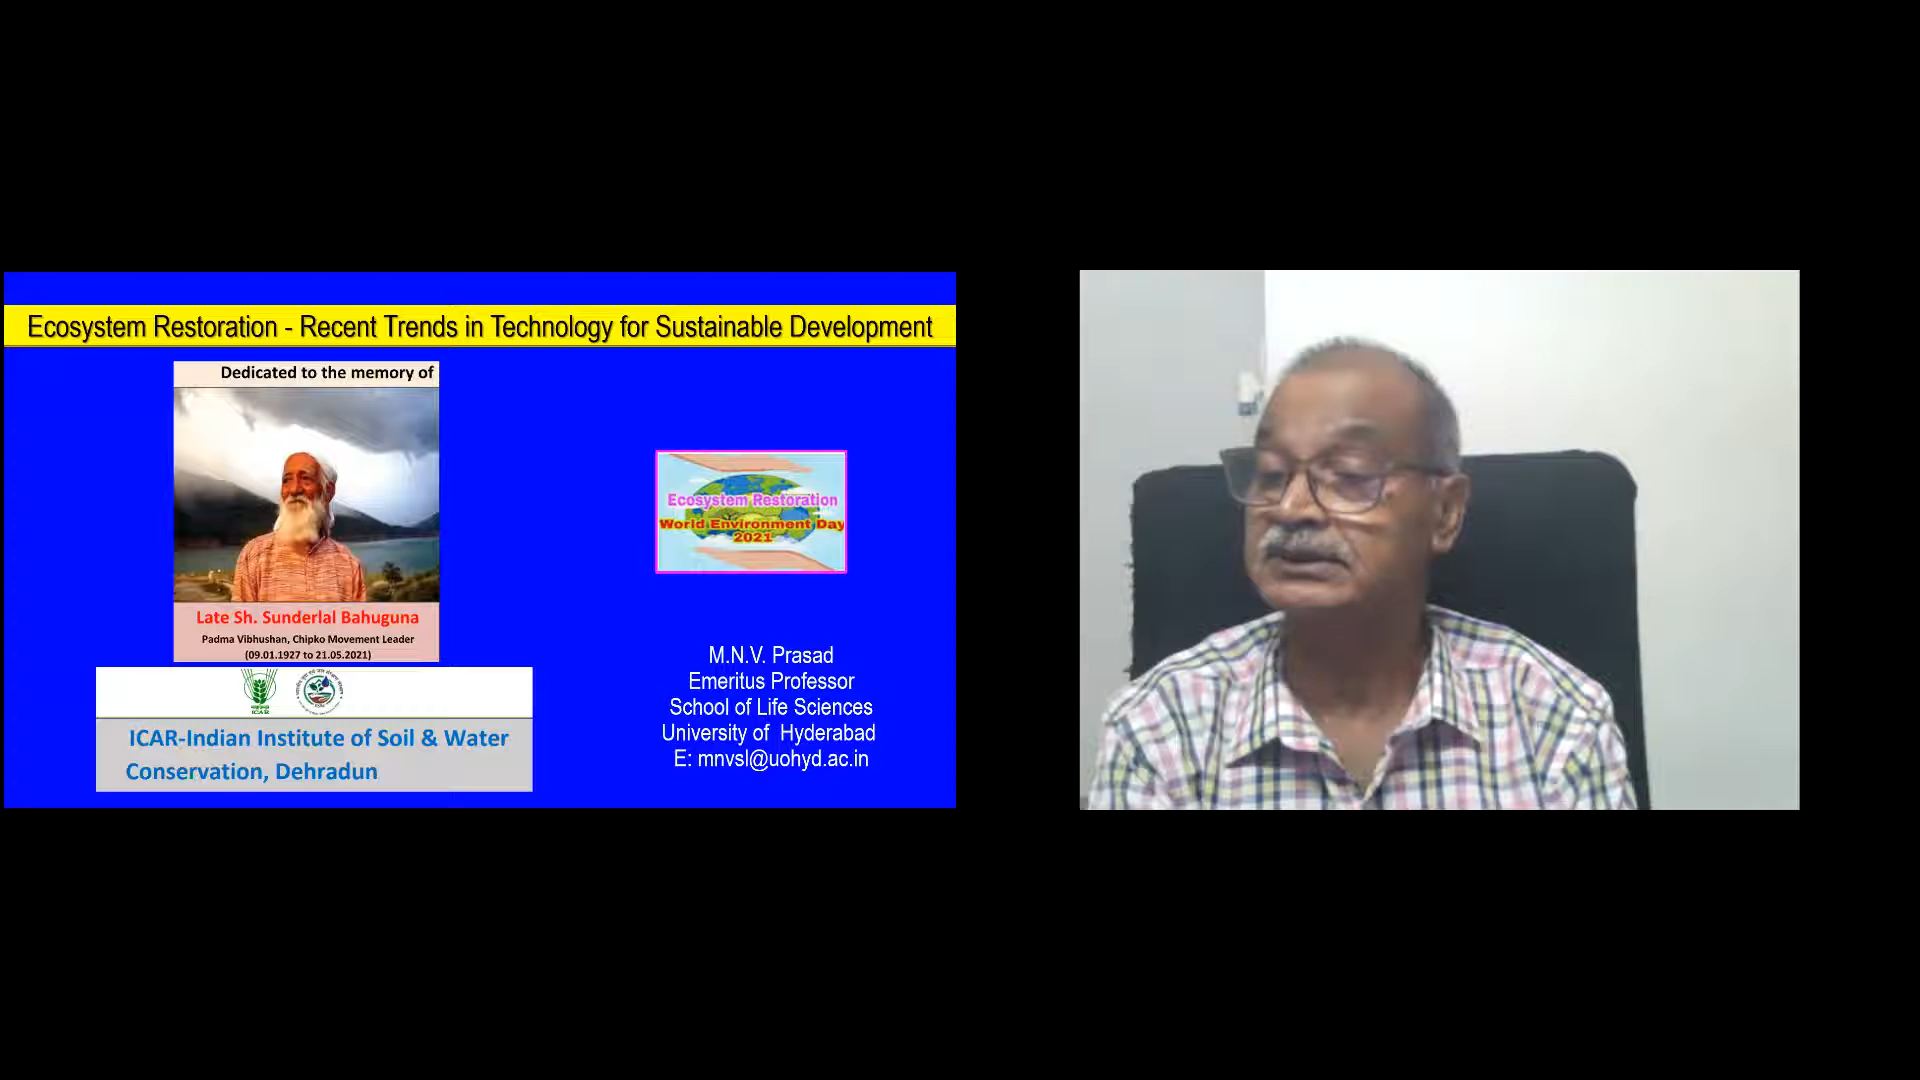 Ecosystem Restoration - Recent Trends in Technology for Sustainable Development
Dedicated to the memory of
Late Sh. Sunderlal Bahuguna
Padma Vibhushan, Chipko Movement Leader
(09.01.1927 to 21.05.2021)
ICAR
ICAR-Indian Institute of Soil & Water
Conservation, Dehradun
Ecosystem Restoration
World Environment Day
2021
M.N.V. Prasad
Emeritus Professor
School of Life Sciences
University of Hyderabad
E: mnvsl@uohyd.ac.in